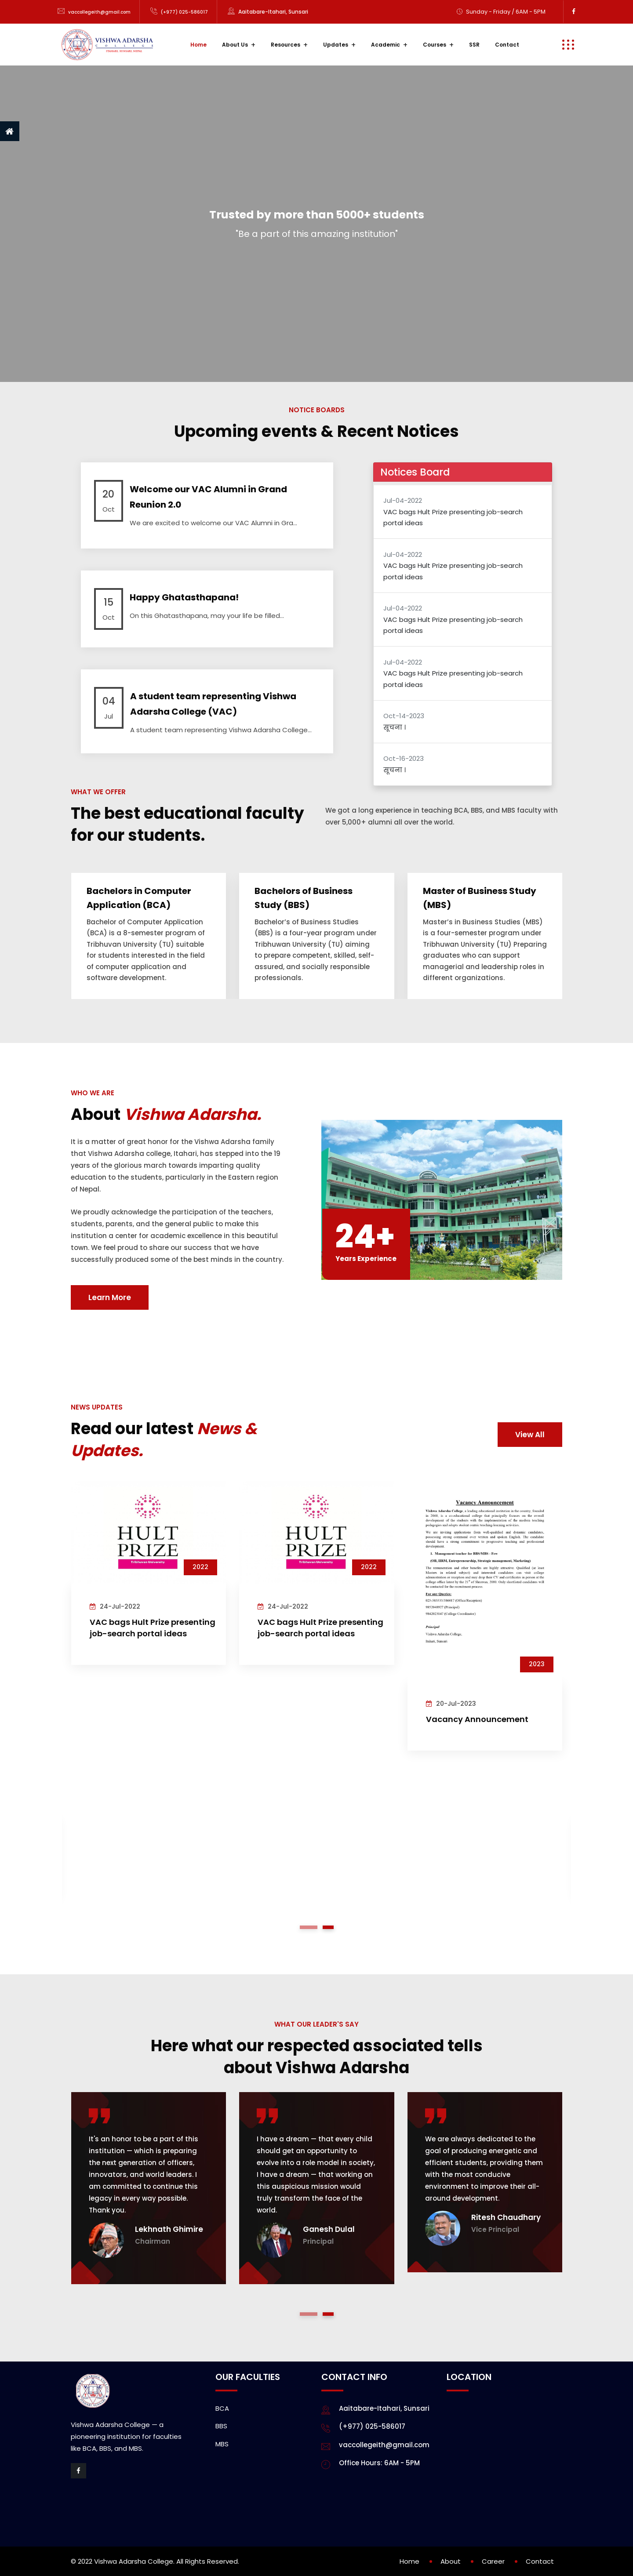 vaccollegeith@gmail.com
(+977) 025-586017
Aaitabare-Itahari, Sunsari
Sunday - Friday / 6AM - 5PM
VISHWA ADARSHA
COLLEGE
Home
About Us +
Resources +
Updates +
Academic +
Courses +
SSR
Contact
Trusted by more than 5000+ students
"Be a part of this amazing institution"
NOTICE BOARDS
Upcoming events & Recent Notices
20
Oct
Welcome our VAC Alumni in Grand
Reunion 2.0
We are excited to welcome our VAC Alumni in Gra...
15
Oct
Happy Ghatasthapana!
On this Ghatasthapana, may your life be filled...
04
Jul
A student team representing Vishwa
Adarsha College (VAC)
A student team representing Vishwa Adarsha College...
Notices Board
Jul-04-2022
VAC bags Hult Prize presenting job-search
portal ideas
Jul-04-2022
VAC bags Hult Prize presenting job-search
portal ideas
Jul-04-2022
VAC bags Hult Prize presenting job-search
portal ideas
Jul-04-2022
VAC bags Hult Prize presenting job-search
portal ideas
Oct-14-2023
सूचना ।
Oct-16-2023
सूचना ।
WHAT WE OFFER
The best educational faculty
for our students.
We got a long experience in teaching BCA, BBS, and MBS faculty with
over 5,000+ alumni all over the world.
Bachelors in Computer
Application (BCA)
Bachelor of Computer Application
(BCA) is a 8-semester program of
Tribhuvan University (TU) suitable
for students interested in the field
of computer application and
software development.
Bachelors of Business
Study (BBS)
Bachelor's of Business Studies
(BBS) is a four-year program under
Tribhuwan University (TU) aiming
to prepare competent, skilled, self-
assured, and socially responsible
professionals.
Master of Business Study
(MBS)
Master's in Business Studies (MBS)
is a four-semester program under
Tribhuwan University (TU) Preparing
graduates who can support
managerial and leadership roles in
different organizations.
WHO WE ARE
About Vishwa Adarsha.
It is a matter of great honor for the Vishwa Adarsha family
that Vishwa Adarsha college, Itahari, has stepped into the 19
years of the glorious march towards imparting quality
education to the students, particularly in the Eastern region
of Nepal.
We proudly acknowledge the participation of the teachers,
students, parents, and the general public to make this
institution a center for academic excellence in this beautiful
town. We feel proud to share our success that we have
successfully produced some of the best minds in the country.
Learn More
24+
Years Experience
NEWS UPDATES
Read our latest News &
Updates.
View All
HULT
PRIZE
Tribhuvan University
2022
24-Jul-2022
VAC bags Hult Prize presenting
job-search portal ideas
HULT
PRIZE
Tribhuvan University
2022
24-Jul-2022
VAC bags Hult Prize presenting
job-search portal ideas
Vacancy Announcement
2023
20-Jul-2023
Vacancy Announcement
WHAT OUR LEADER'S SAY
Here what our respected associated tells
about Vishwa Adarsha
It's an honor to be a part of this
institution — which is preparing
the next generation of officers,
innovators, and world leaders. I
am committed to continue this
legacy in every way possible.
Thank you.
Lekhnath Ghimire
Chairman
I have a dream — that every child
should get an opportunity to
evolve into a role model in society,
I have a dream — that working on
this auspicious mission would
truly transform the face of the
world.
Ganesh Dulal
Principal
We are always dedicated to the
goal of producing energetic and
efficient students, providing them
with the most conducive
environment to improve their all-
around development.
Ritesh Chaudhary
Vice Principal
Vishwa Adarsha College — a
pioneering institution for faculties
like BCA, BBS, and MBS.
OUR FACULTIES
BCA
BBS
MBS
CONTACT INFO
Aaitabare-Itahari, Sunsari
(+977) 025-586017
vaccollegeith@gmail.com
Office Hours: 6AM - 5PM
LOCATION
© 2022 Vishwa Adarsha College. All Rights Reserved.
Home
About
Career
Contact